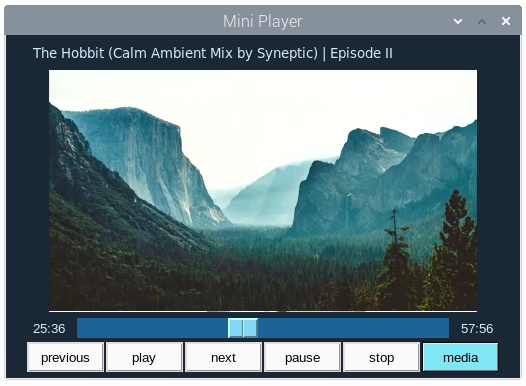 Mini Player
The Hobbit (Calm Ambient Mix by Syneptic) | Episode II
25:36 57:56
previous play next pause stop media